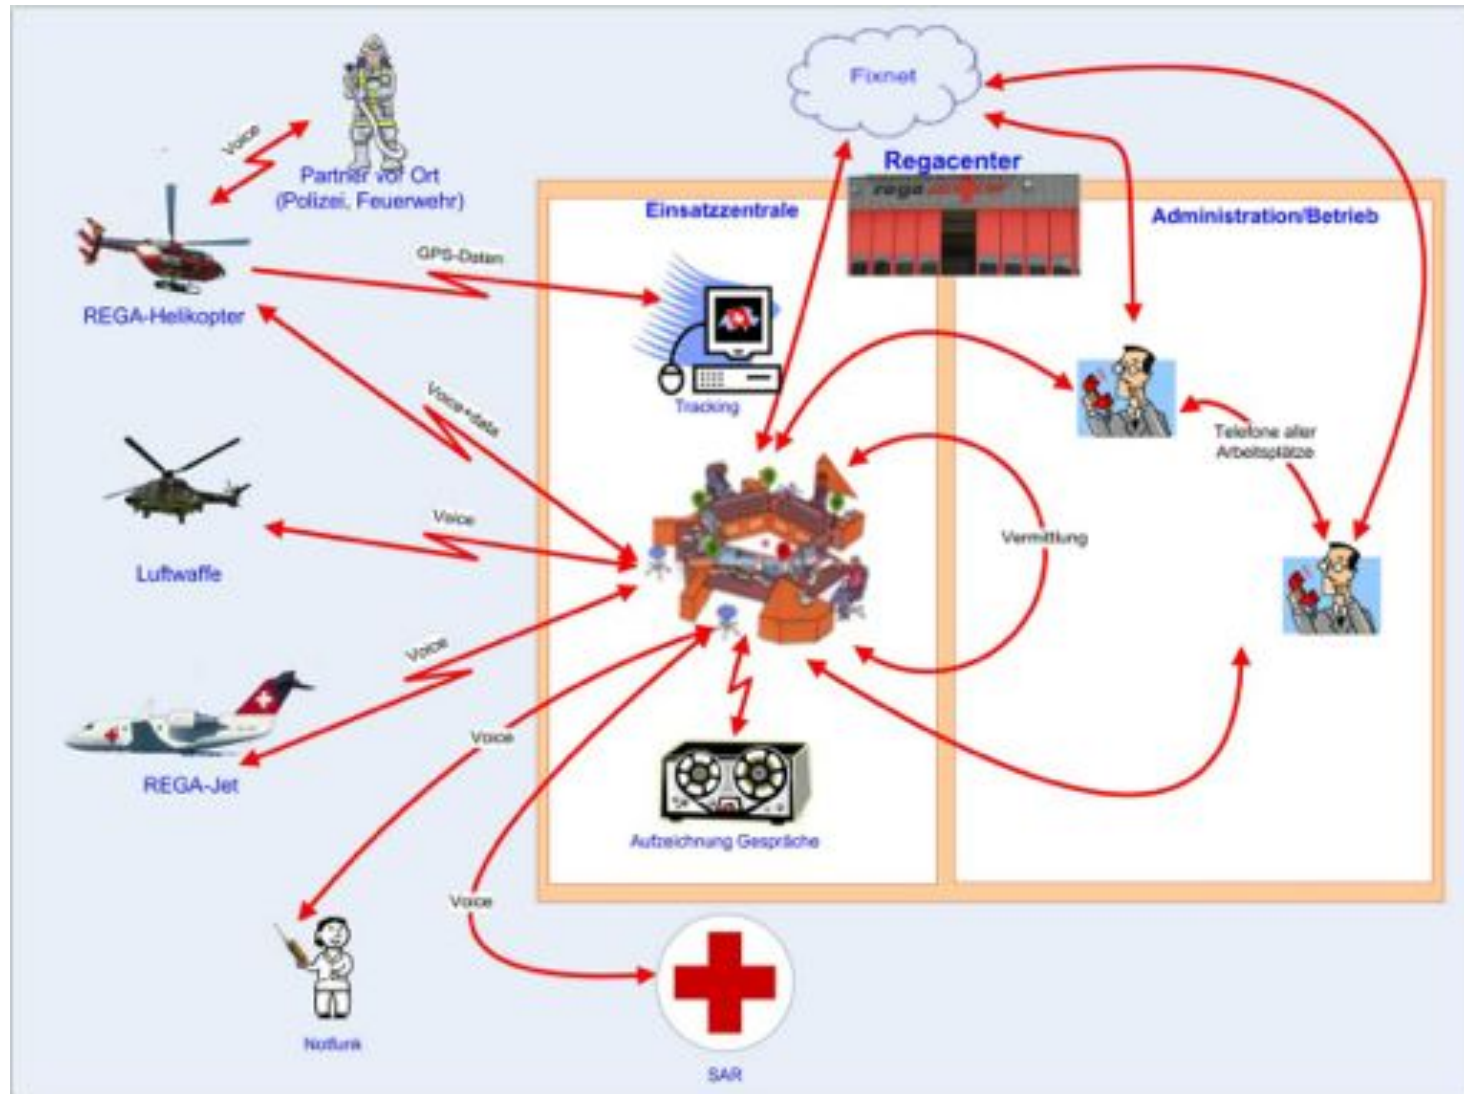 Fixnet
Voice
Partner vor Ort
(Polizei, Feuerwehr)
Regacenter
rega
Einsatzzentrale
Administration/Betrieb
GPS-Daten
REGA-Helikopter
Tracking
Voice+data
Telefone aller
Arbeitsplätze
Voice
Vermittlung
Luftwaffe
Voice
REGA-Jet
Voice
Aufzeichnung Gespräche
Voice
Notfunk
SAR